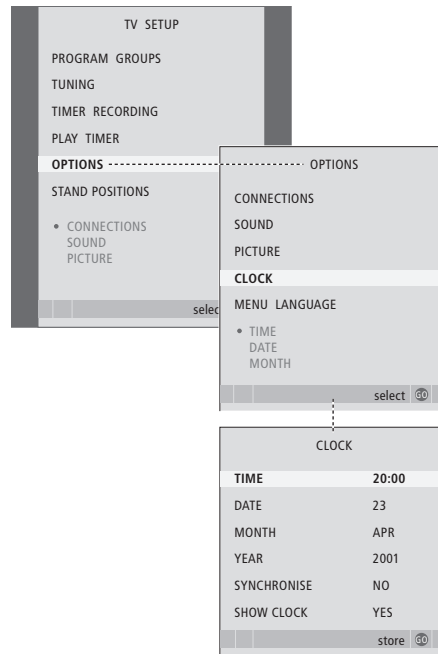 TV SETUP
PROGRAM GROUPS
TUNING
TIMER RECORDING
PLAY TIMER
OPTIONS
STAND POSITIONS
• CONNECTIONS
SOUND
PICTURE
selec
OPTIONS
CONNECTIONS
SOUND
PICTURE
CLOCK
MENU LANGUAGE
• TIME
DATE
MONTH
select GO
CLOCK
TIME 20:00
DATE 23
MONTH APR
YEAR 2001
SYNCHRONISE NO
SHOW CLOCK YES
store GO